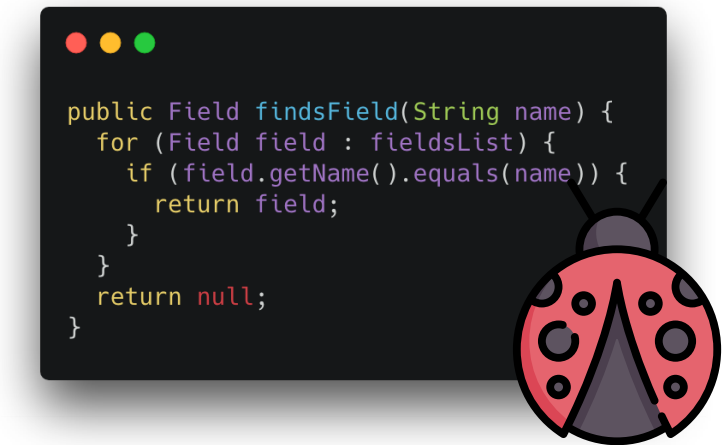 public Field findsField(String name) {
  for (Field field : fieldsList) {
    if (field.getName().equals(name)) {
      return field;
    }
  }
  return null;
}